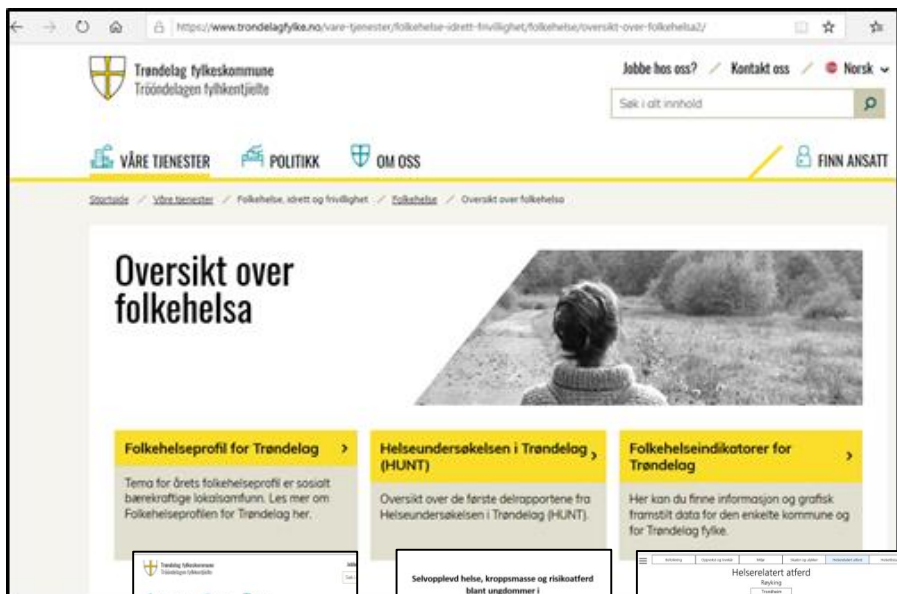 https://www.trondelagfylke.no/vare-tjenester/folkehelse-idrett-frivillighet/folkehelse/oversikt-over-folkehelsa2/
Trøndelag fylkeskommune
Trööndelagen fylhkentjïelte
Jobbe hos oss? / Kontakt oss / Norsk
Søk i alt innhold
VÅRE TJENESTER POLITIKK OM OSS FINN ANSATT
Startside / Våre tjenester / Folkehelse, idrett og frivillighet / Folkehelse / Oversikt over folkehelsa
Oversikt over
folkehelsa
Folkehelseprofil for Trøndelag
Tema for årets folkehelseprofil er sosialt
bærekraftige lokalsamfunn. Les mer om
Folkehelseprofilen for Trøndelag her.
Helseundersøkelsen i Trøndelag
(HUNT)
Oversikt over de første delrapportene fra
Helseundersøkelsen i Trøndelag (HUNT).
Folkehelseindikatorer for
Trøndelag
Her kan du finne informasjon og grafisk
framstilt data for den enkelte kommune og
for Trøndelag fylke.
Trøndelag fylkeskommune
Selvopplevd helse, kroppsmasse og risikoatferd
blant ungdommer i
Helserelatert atferd
Røyking
Trondheim